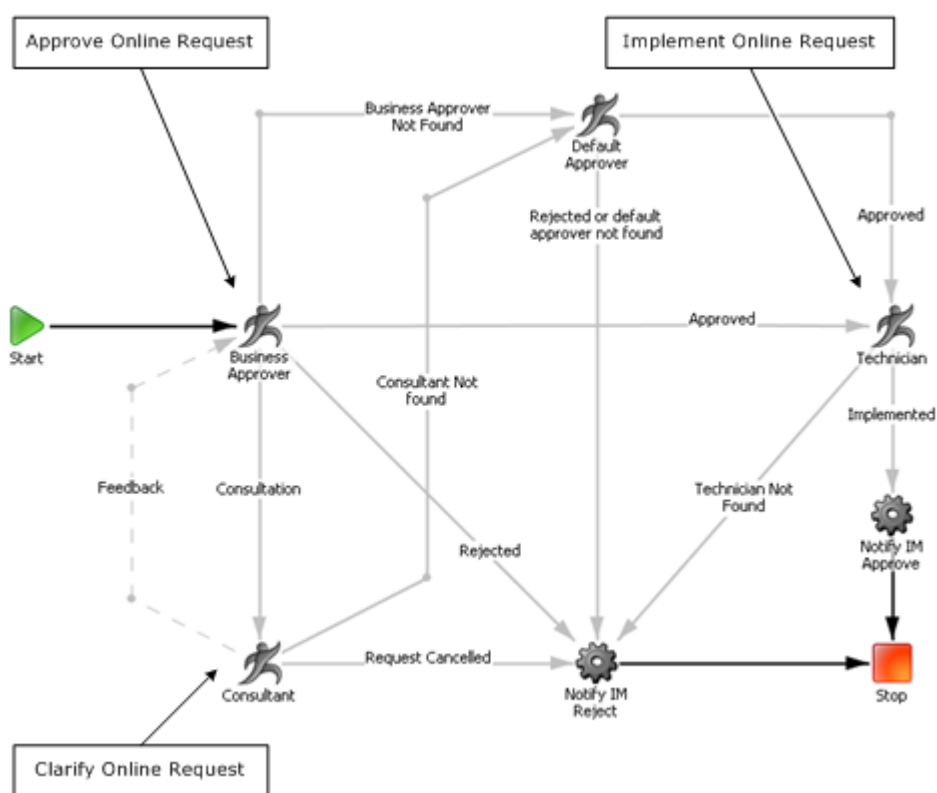 Approve Online Request
Implement Online Request
Business Approver
Not Found
Default
Approver
Rejected or default
approver not found
Approved
Start
Business
Approver
Approved
Technician
Consultant Not
found
Implemented
Feedback
Consultation
Technician Not
Found
Rejected
Notify IM
Approve
Consultant
Request Cancelled
Notify IM
Reject
Stop
Clarify Online Request